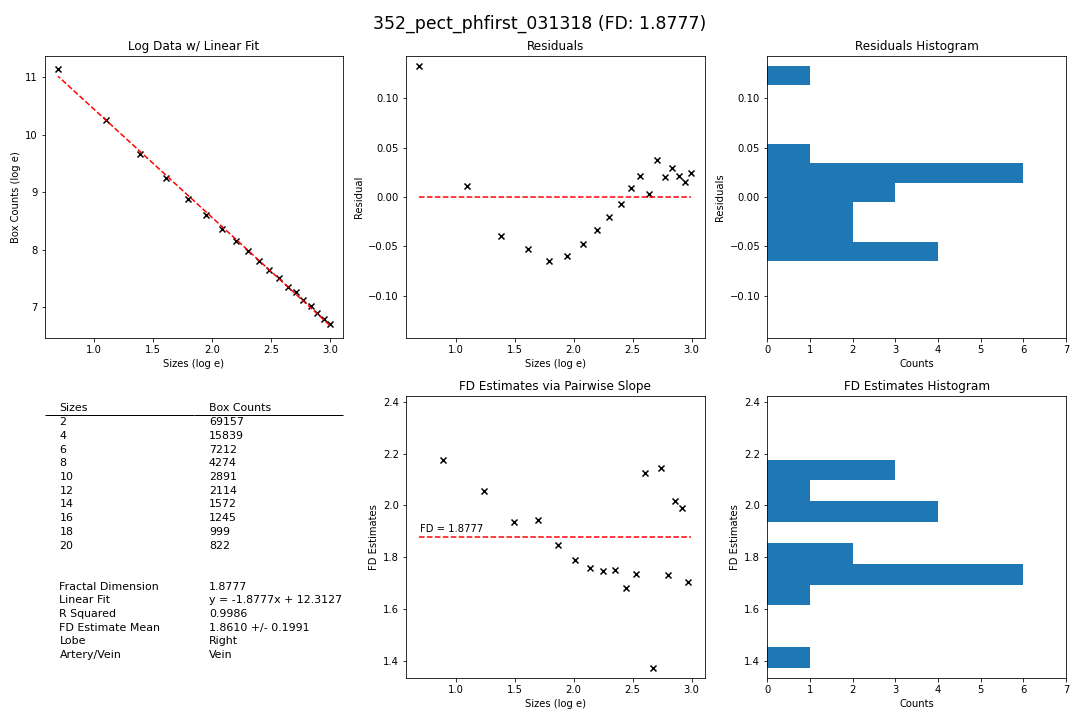 352_pect_phfirst_031318 (FD: 1.8777)
Log Data w/ Linear Fit
Box Counts (log e)
11
10
9
8
7
1.0 1.5 2.0 2.5 3.0
Sizes (log e)
Residuals
Residual
0.10
0.05
0.00
−0.05
−0.10
1.0 1.5 2.0 2.5 3.0
Sizes (log e)
Residuals Histogram
Residuals
0.10
0.05
0.00
−0.05
−0.10
0 1 2 3 4 5 6 7
Counts
Sizes Box Counts
2 69157
4 15839
6 7212
8 4274
10 2891
12 2114
14 1572
16 1245
18 999
20 822
Fractal Dimension 1.8777
Linear Fit y = -1.8777x + 12.3127
R Squared 0.9986
FD Estimate Mean 1.8610 +/- 0.1991
Lobe Right
Artery/Vein Vein
FD Estimates via Pairwise Slope
FD Estimates
2.4
2.2
2.0
FD = 1.8777
1.8
1.6
1.4
1.0 1.5 2.0 2.5 3.0
Sizes (log e)
FD Estimates Histogram
FD Estimates
2.4
2.2
2.0
1.8
1.6
1.4
0 1 2 3 4 5 6 7
Counts